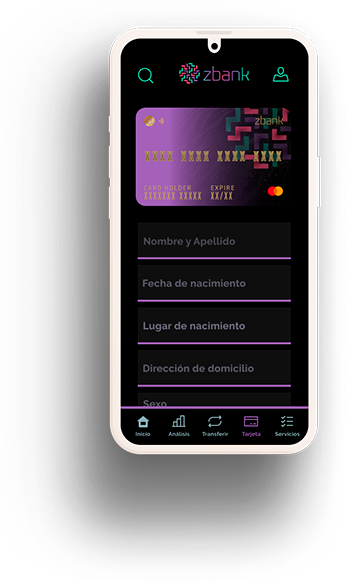 zbank
zbank
XXXX XXXX XXXX XXXX
CARD HOLDER EXPIRE
XXXXXXX XXXXX XX/XX
Nombre y Apellido
Fecha de nacimiento
Lugar de nacimiento
Dirección de domicilio
Sexo
Inicio Análisis Transferir Tarjeta Servicios